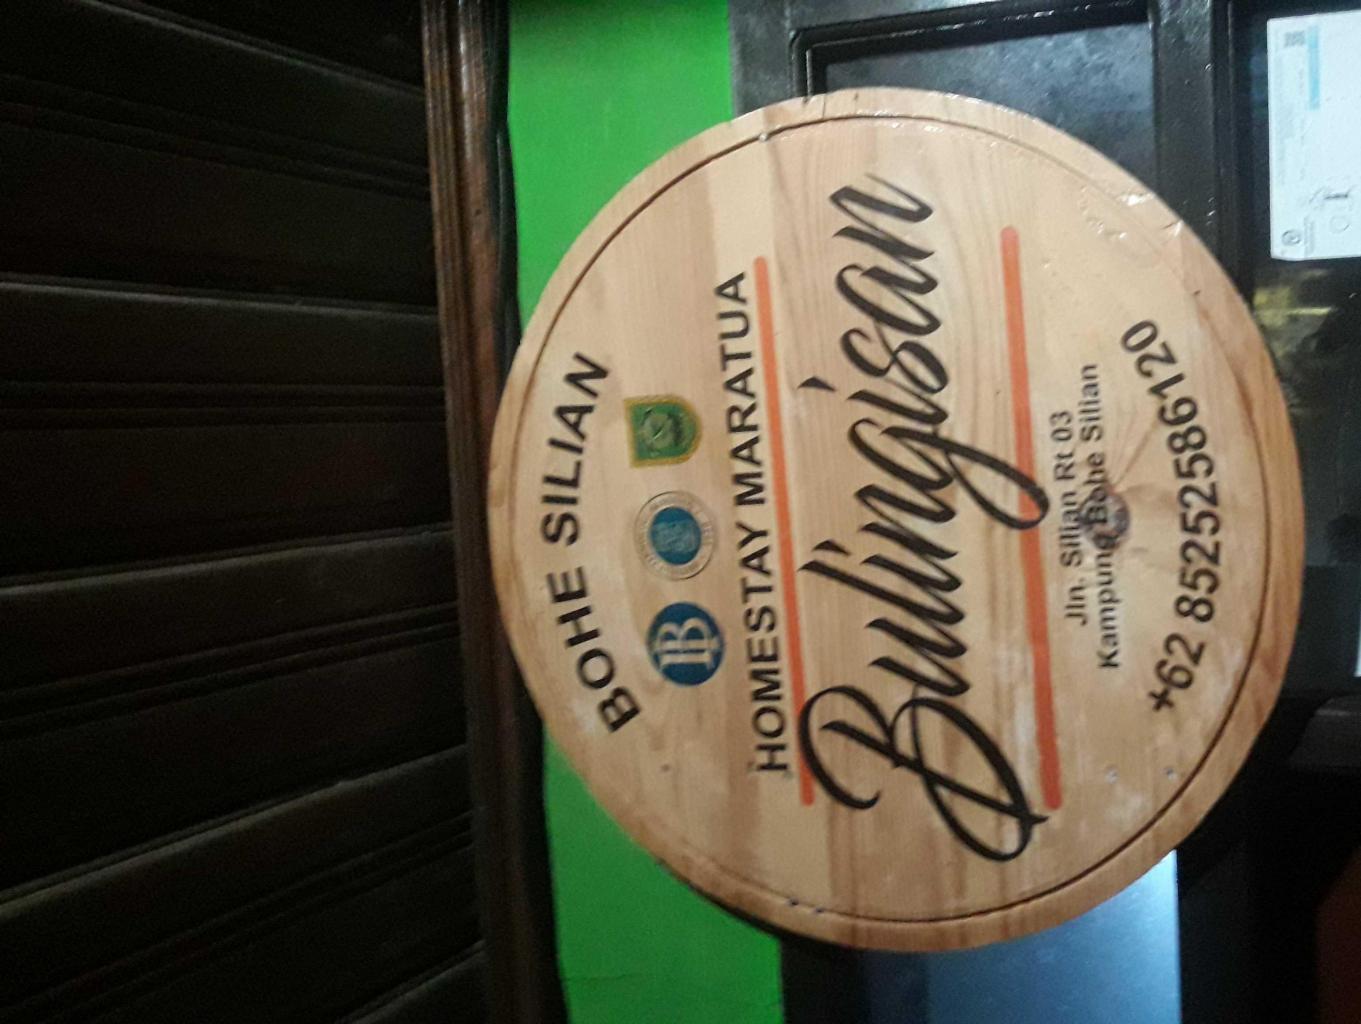 BOHE SILIAN
HOMESTAY MARATUA
Bulingisan
Jln. Silian Rt 03
Kampung Bohe Silian
+62 85252586120